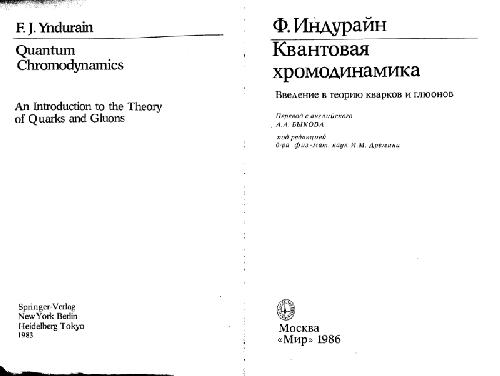 F. J. Yndurain
Quantum
Chromodynamics
An Introduction to the Theory
of Quarks and Gluons
Springer-Verlag
New York Berlin
Heidelberg Tokyo
1983
Ф. Индурайн
Квантовая
хромодинамика
Введение в теорию кварков и глюонов
Перевод с английского
А.А. БЫКОВА
под редакцией
д-ра физ.-мат. наук И.М. Дремина
Москва
«Мир» 1986